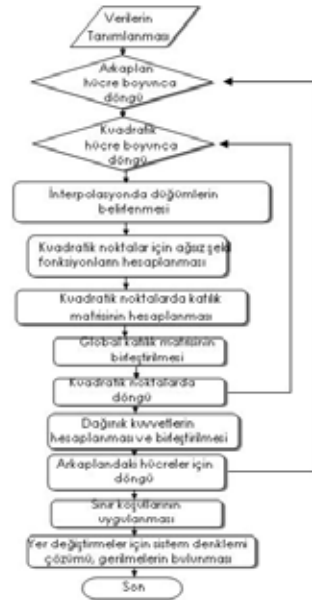 Verilerin
Tanımlanması
Arkaplan
hücre boyunca
döngü
Kuadratik
hücre boyunca
döngü
İnterpolasyonda düğümlerin
belirlenmesi
Kuadratik noktalar için ağsız şekil
fonksiyonların hesaplanması
Kuadratik noktalarda katılık
matrisinin hesaplanması
Global katılık matrisinin
birleştirilmesi
Kuadratik noktalarda
döngü
Dağınık kuvvetlerin
hesaplanması ve birleştirilmesi
Arkaplandakı hücreler için
döngü
Sınır koşullarının
uygulanması
Yer değiştirmeler için sistem denklemi
çözümü, gerilmelerin bulunması
Son